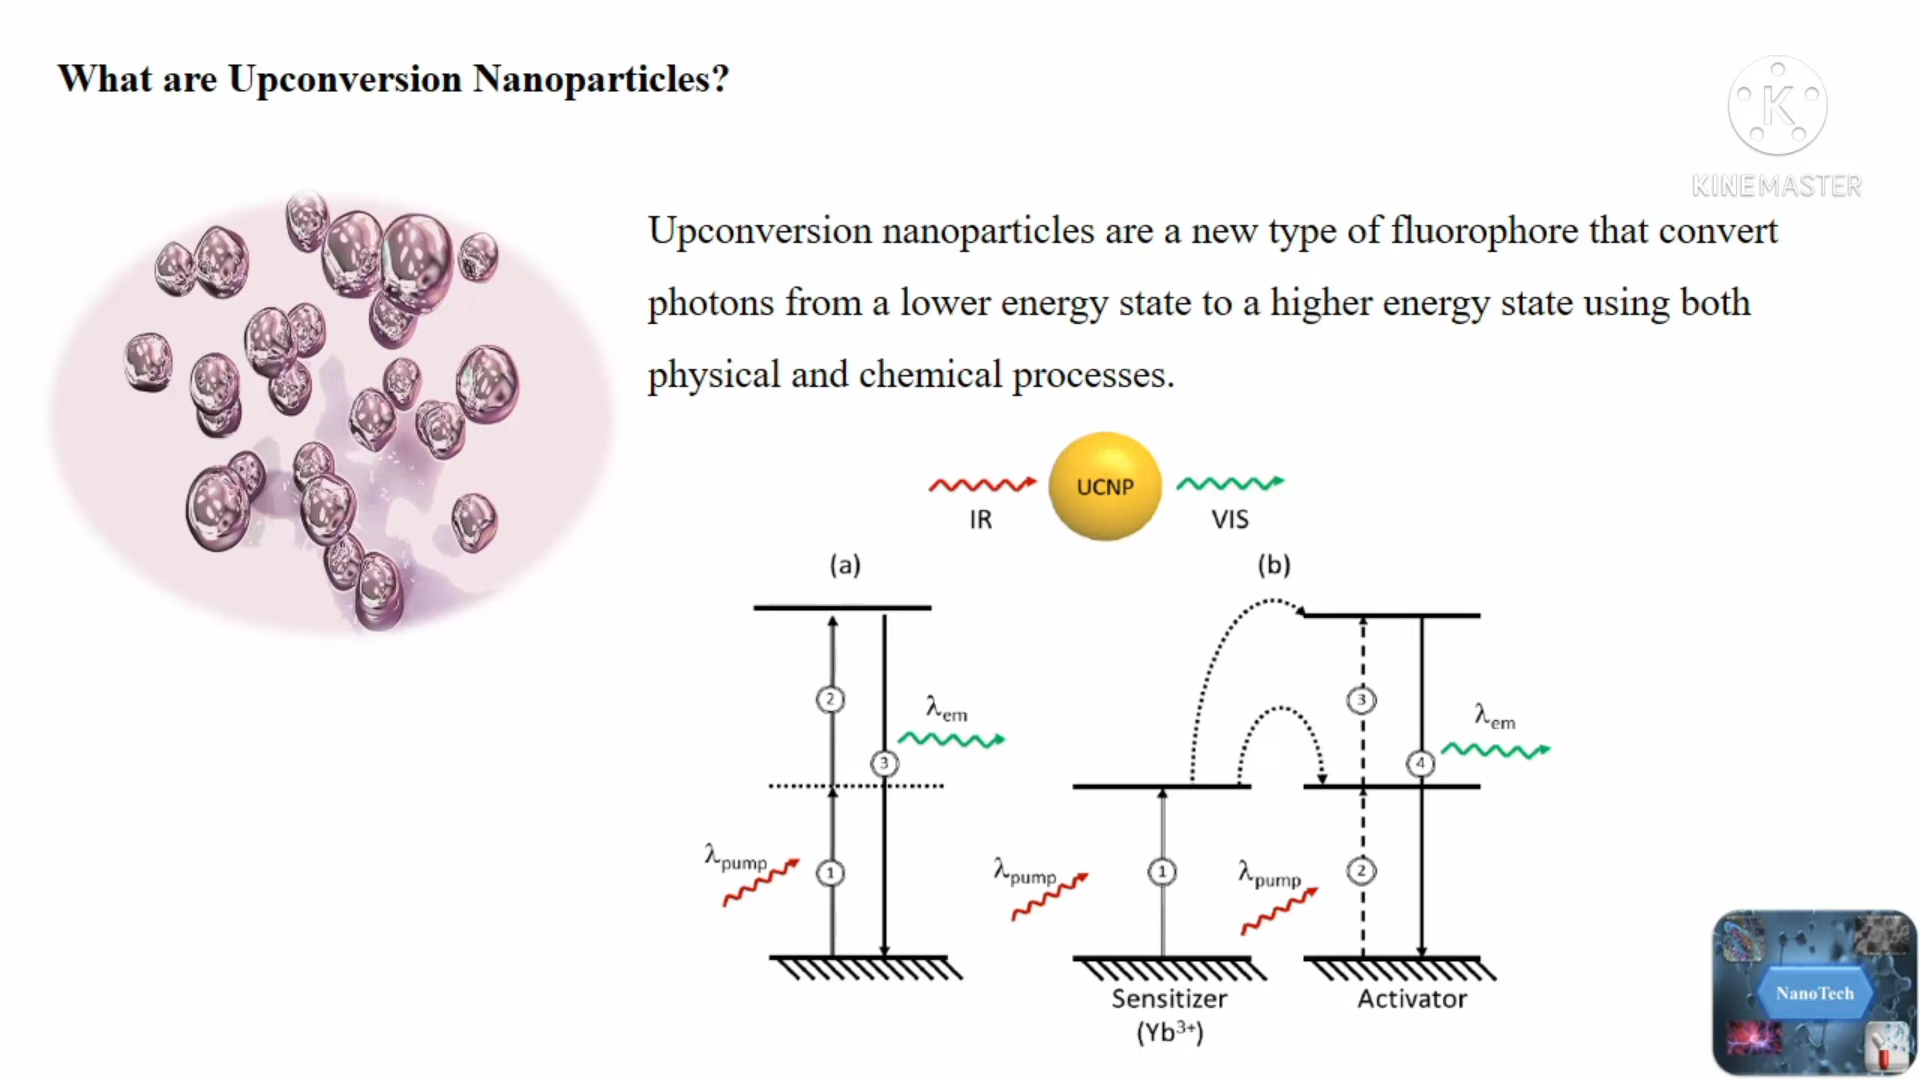 What are Upconversion Nanoparticles?
K
KINEMASTER
Upconversion nanoparticles are a new type of fluorophore that convert
photons from a lower energy state to a higher energy state using both
physical and chemical processes.
IR
UCNP
VIS
(a)
(b)
2
λem
3
λpump
1
3
λem
4
λpump
1
λpump
2
Sensitizer
(Yb³⁺)
Activator
NanoTech